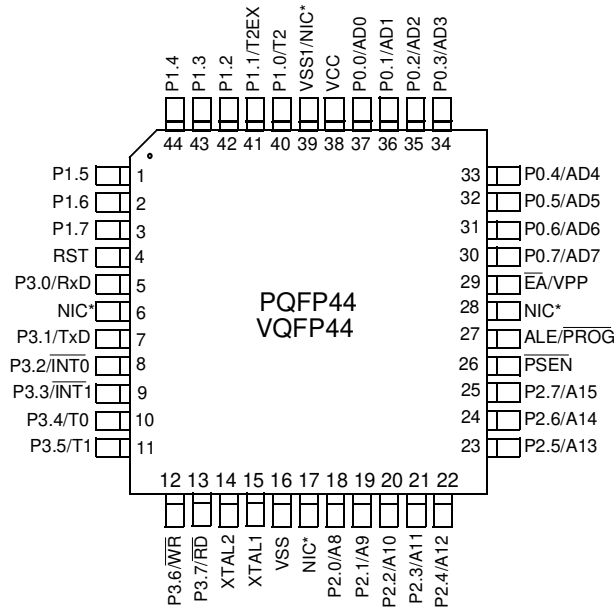 P1.4
P1.3
P1.2
P1.1/T2EX
P1.0/T2
VSS1/NIC*
VCC
P0.0/AD0
P0.1/AD1
P0.2/AD2
P0.3/AD3
44 43 42 41 40 39 38 37 36 35 34
P1.5 1
P1.6 2
P1.7 3
RST 4
P3.0/RxD 5
NIC* 6
P3.1/TxD 7
P3.2/INT0 8
P3.3/INT1 9
P3.4/T0 10
P3.5/T1 11
PQFP44
VQFP44
33 P0.4/AD4
32 P0.5/AD5
31 P0.6/AD6
30 P0.7/AD7
29 EA/VPP
28 NIC*
27 ALE/PROG
26 PSEN
25 P2.7/A15
24 P2.6/A14
23 P2.5/A13
12 13 14 15 16 17 18 19 20 21 22
P3.6/WR
P3.7/RD
XTAL2
XTAL1
VSS
NIC*
P2.0/A8
P2.1/A9
P2.2/A10
P2.3/A11
P2.4/A12